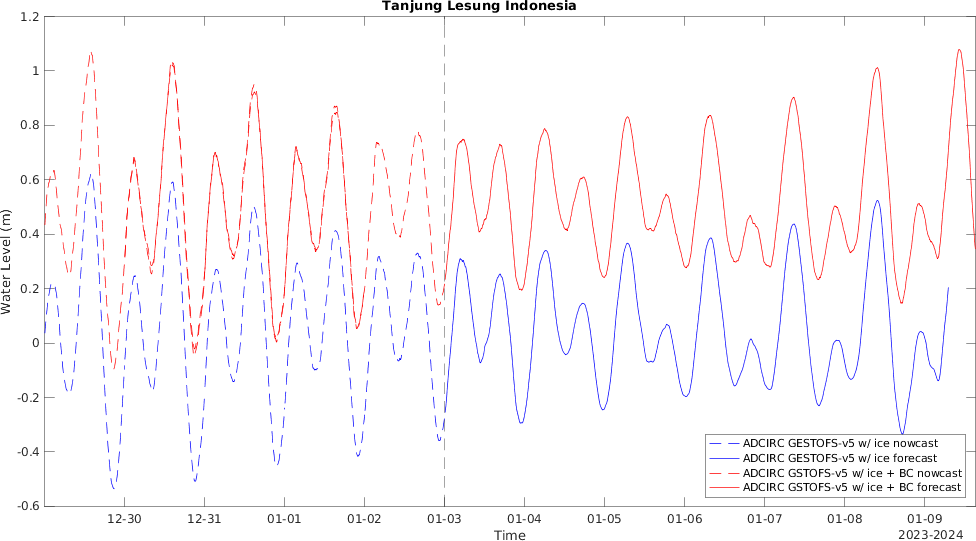 Tanjung Lesung Indonesia
1.2
1
0.8
0.6
0.4
0.2
0
-0.2
-0.4
-0.6
Water Level (m)
ADCIRC GESTOFS-v5 w/ ice nowcast
ADCIRC GESTOFS-v5 w/ ice forecast
ADCIRC GSTOFS-v5 w/ ice + BC nowcast
ADCIRC GSTOFS-v5 w/ ice + BC forecast
12-30 12-31 01-01 01-02 01-03 01-04 01-05 01-06 01-07 01-08 01-09
Time
2023-2024